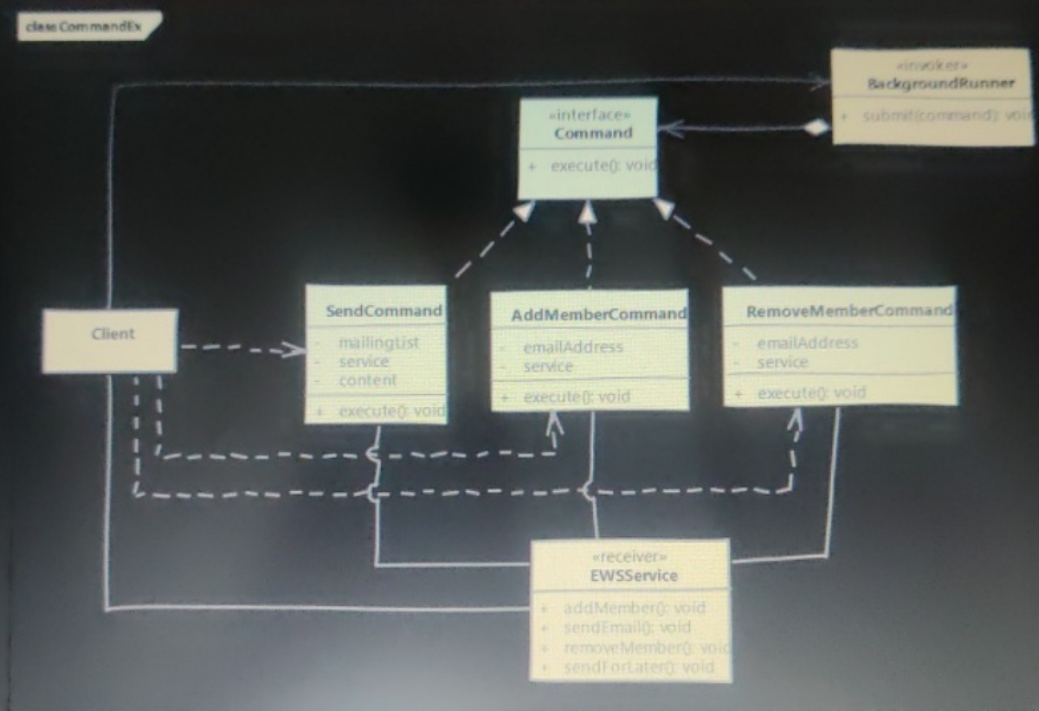 class CommandEx
«invoker»
BackgroundRunner
+ submit(command): void
«interface»
Command
+ execute(): void
Client
SendCommand
- mailingList
- service
- content
+ execute(): void
AddMemberCommand
- emailAddress
- service
+ execute(): void
RemoveMemberCommand
- emailAddress
- service
+ execute(): void
«receiver»
EWSService
+ addMember(): void
+ sendEmail(): void
+ removeMember(): void
+ sendForLater(): void